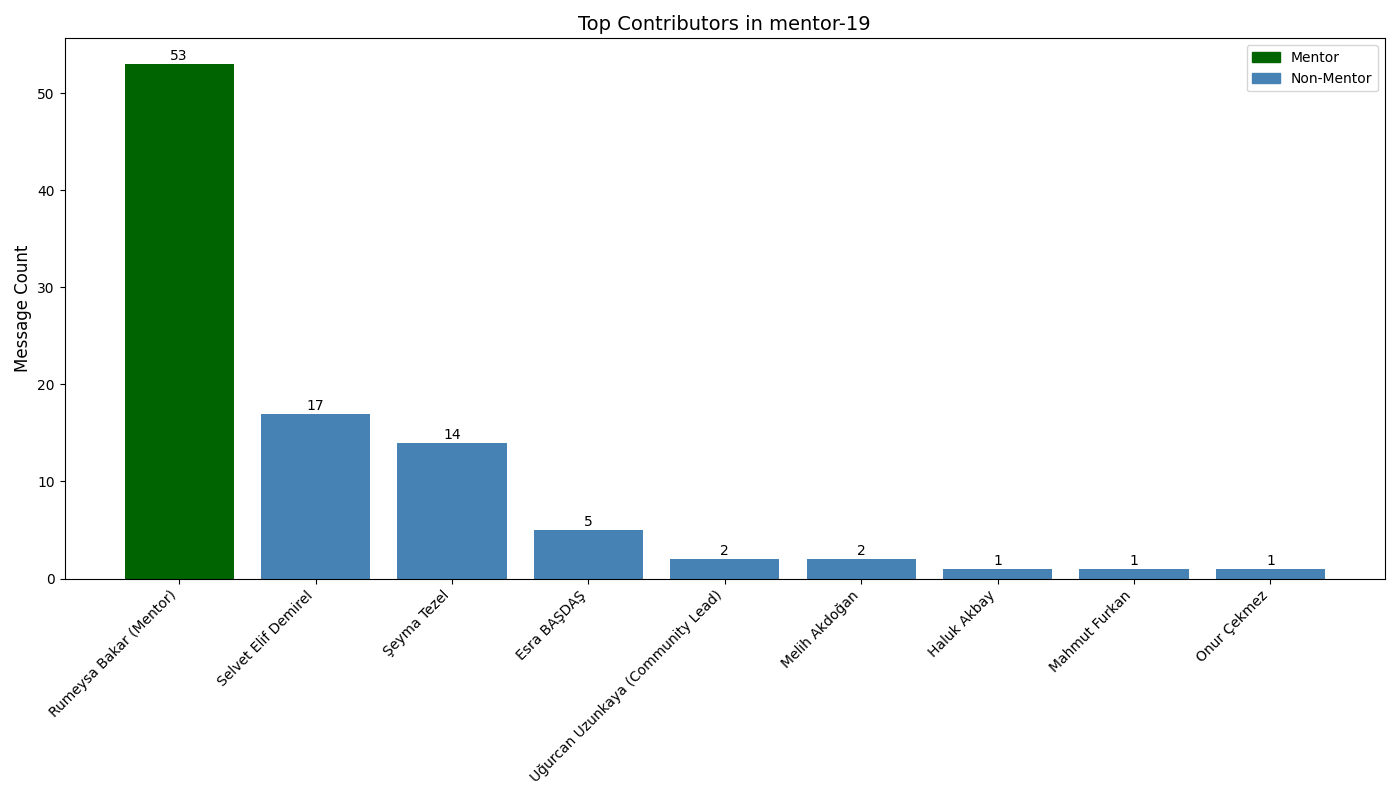 Top Contributors in mentor-19
Mentor
Non-Mentor
Message Count
50
40
30
20
10
0
53
17
14
5
2
2
1
1
1
Rumeysa Bakar (Mentor)
Selvet Elif Demirel
Şeyma Tezel
Esra BAŞDAŞ
Uğurcan Uzunkaya (Community Lead)
Melih Akdoğan
Haluk Akbay
Mahmut Furkan
Onur Çekmez